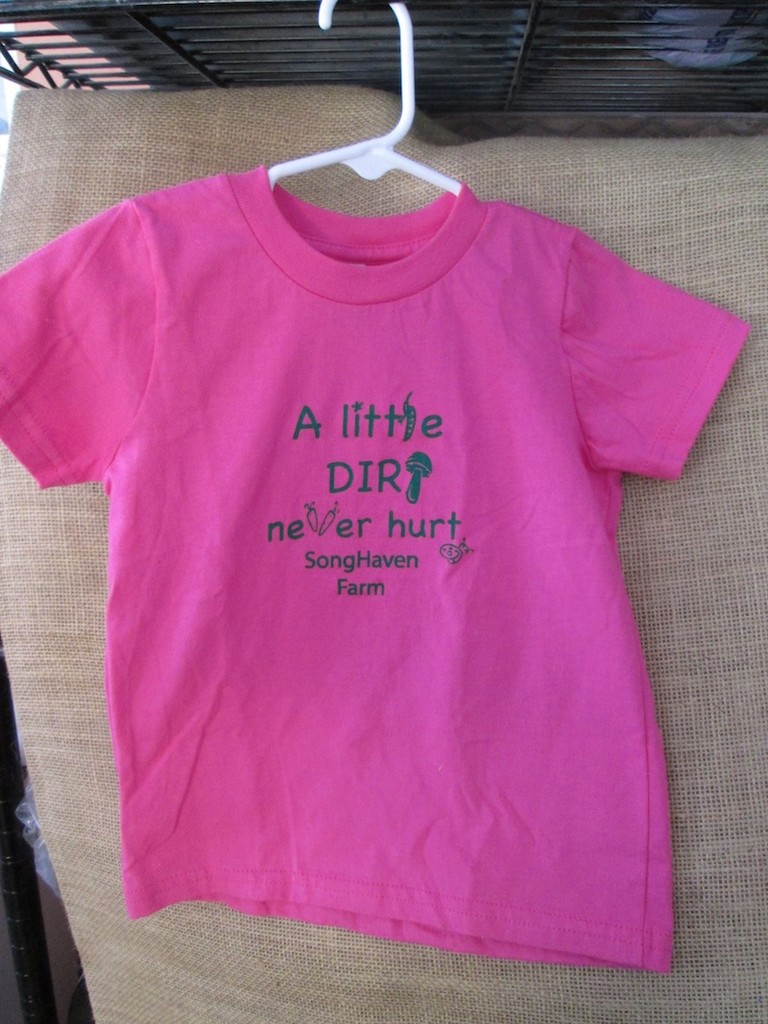 A little
DIRT
never hurt.
SongHaven
Farm